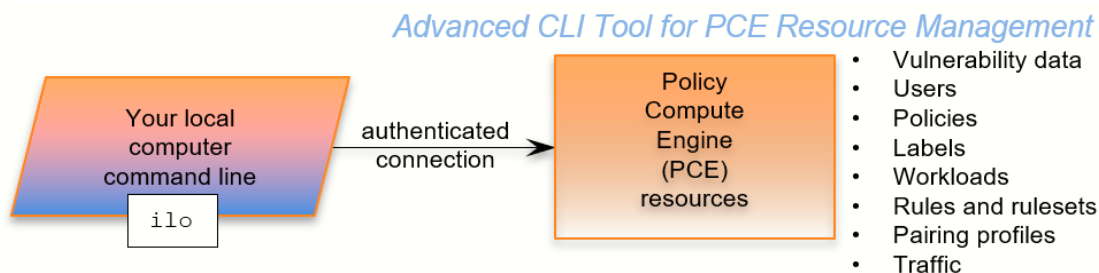 Advanced CLI Tool for PCE Resource Management
Your local
computer
command line
ilo
authenticated
connection
Policy
Compute
Engine
(PCE)
resources
• Vulnerability data
• Users
• Policies
• Labels
• Workloads
• Rules and rulesets
• Pairing profiles
• Traffic